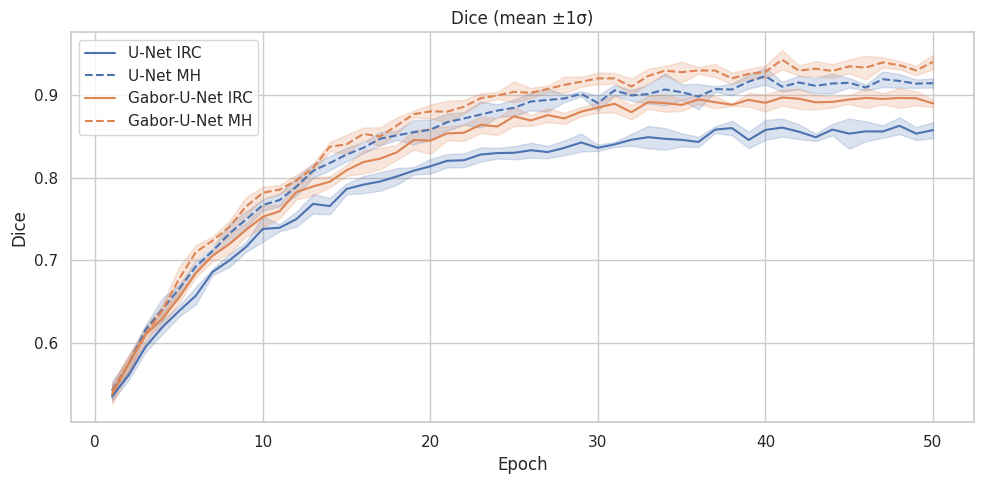 Dice (mean ±1σ)
U-Net IRC
U-Net MH
Gabor-U-Net IRC
Gabor-U-Net MH
Dice
0.9
0.8
0.7
0.6
0
10
20
30
40
50
Epoch